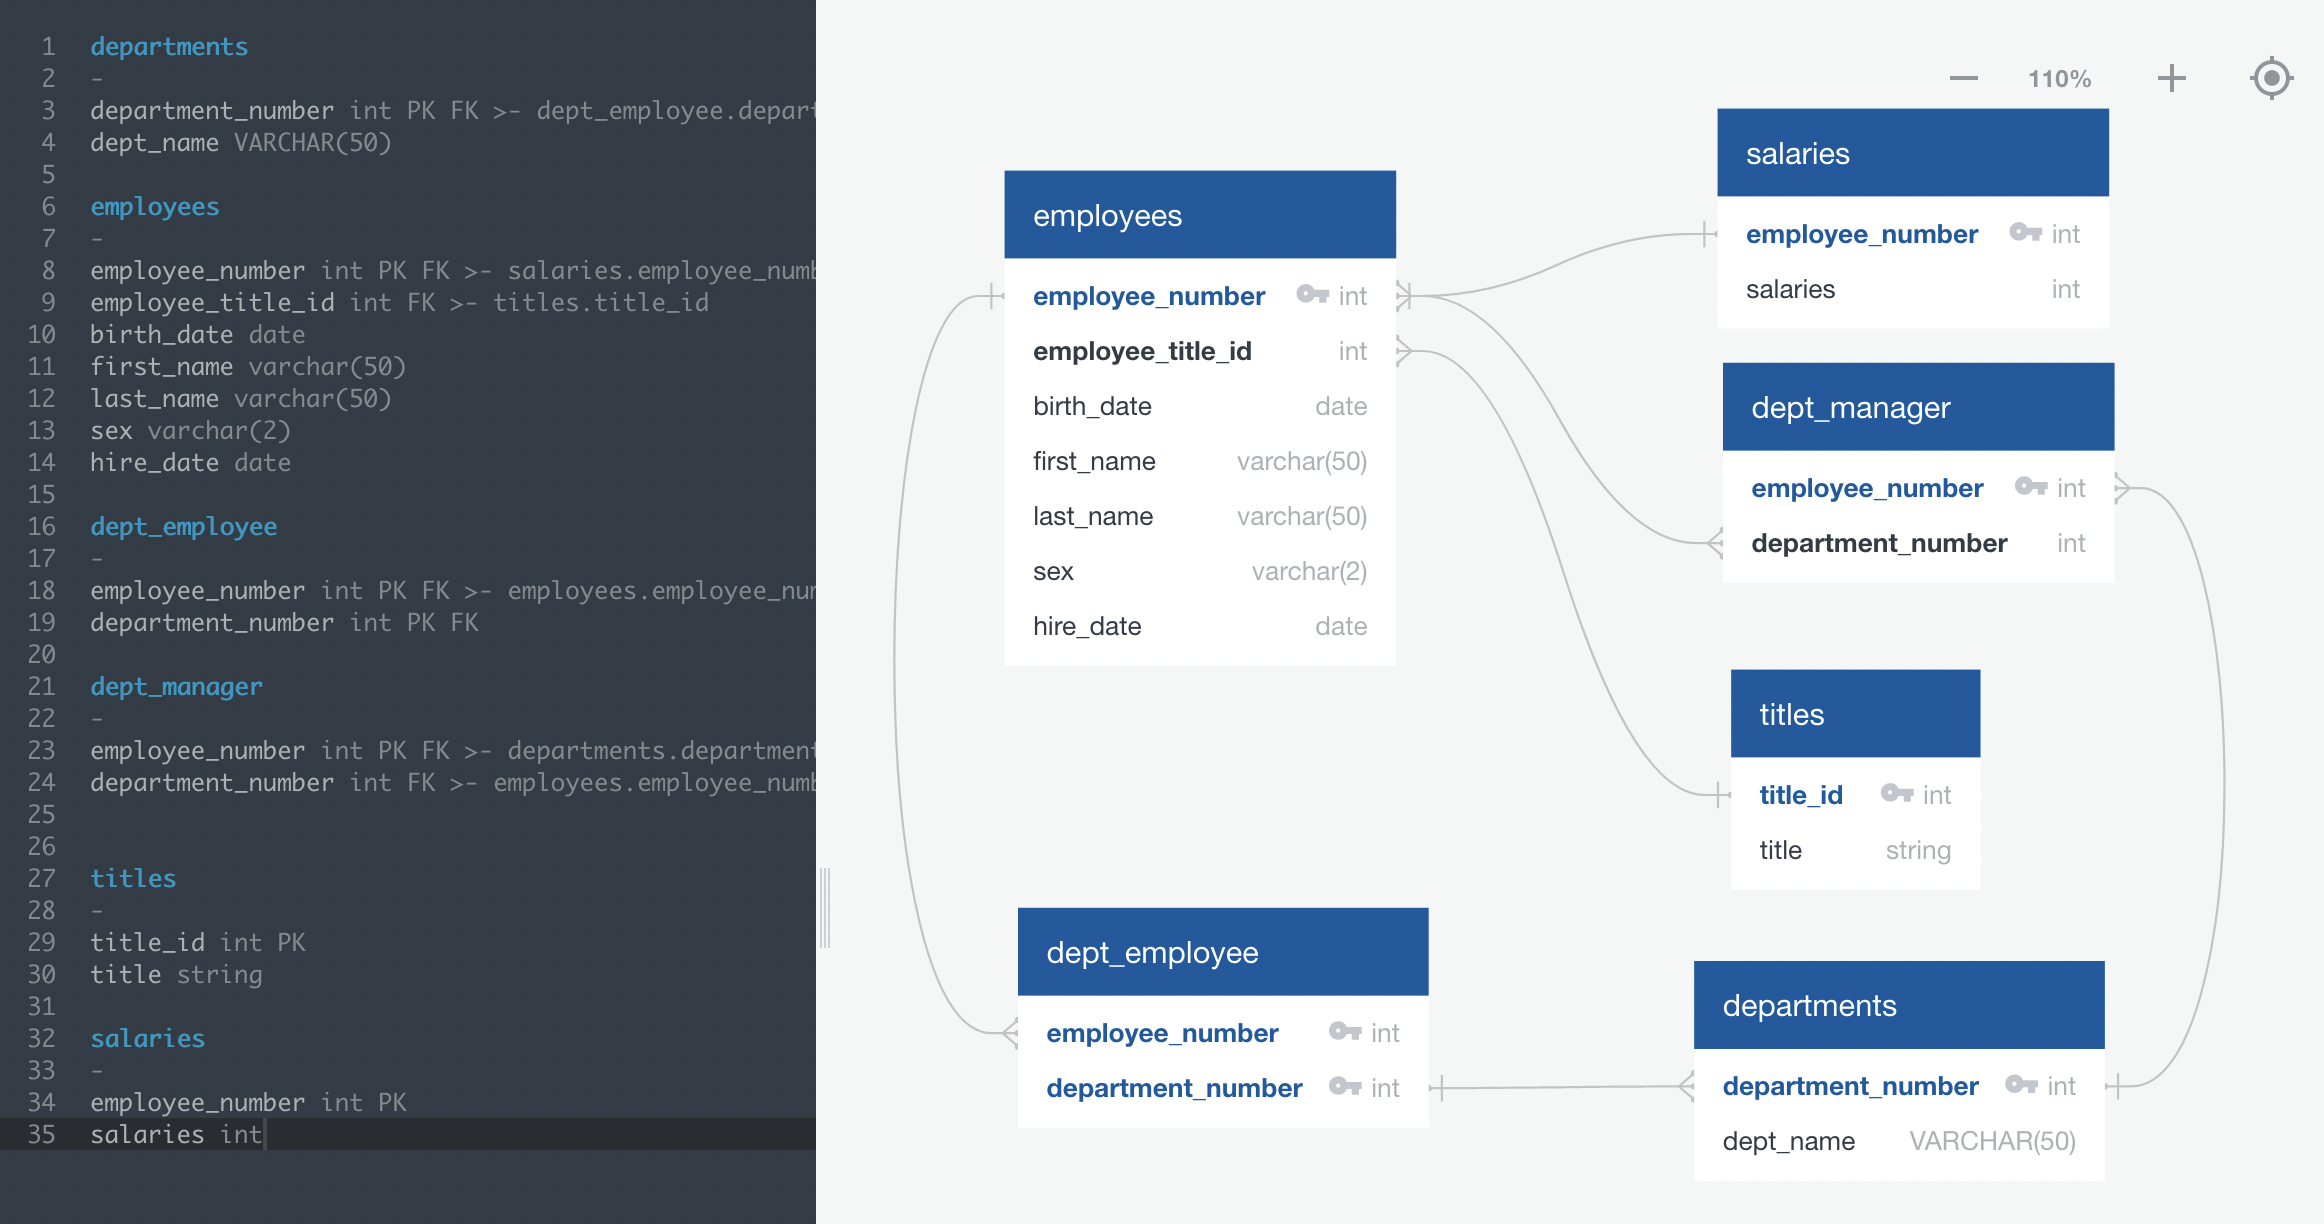 1 departments
2 -
3 department_number int PK FK >- dept_employee.depart
4 dept_name VARCHAR(50)
5
6 employees
7 -
8 employee_number int PK FK >- salaries.employee_numb
9 employee_title_id int FK >- titles.title_id
10 birth_date date
11 first_name varchar(50)
12 last_name varchar(50)
13 sex varchar(2)
14 hire_date date
15
16 dept_employee
17 -
18 employee_number int PK FK >- employees.employee_num
19 department_number int PK FK
20
21 dept_manager
22 -
23 employee_number int PK FK >- departments.department
24 department_number int FK >- employees.employee_numb
25
26
27 titles
28 -
29 title_id int PK
30 title string
31
32 salaries
33 -
34 employee_number int PK
35 salaries int
110%
employees
employee_number int
employee_title_id int
birth_date date
first_name varchar(50)
last_name varchar(50)
sex varchar(2)
hire_date date
salaries
employee_number int
salaries int
dept_manager
employee_number int
department_number int
titles
title_id int
title string
dept_employee
employee_number int
department_number int
departments
department_number int
dept_name VARCHAR(50)